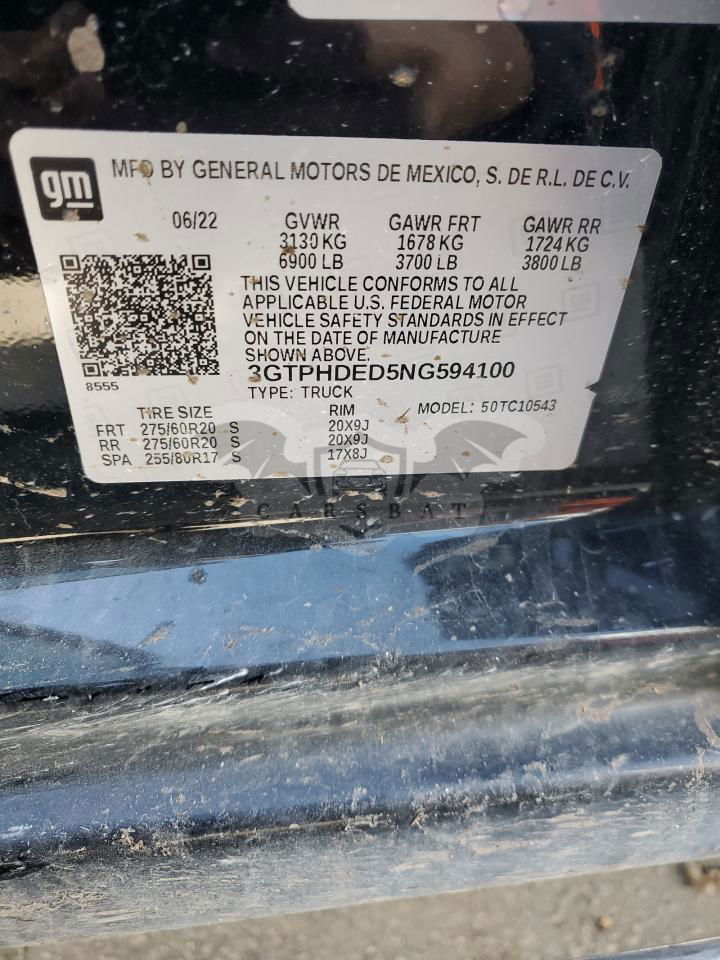 gm
MFD BY GENERAL MOTORS DE MEXICO, S. DE R.L. DE C.V.
06/22 GVWR GAWR FRT GAWR RR
3130 KG 1678 KG 1724 KG
6900 LB 3700 LB 3800 LB
THIS VEHICLE CONFORMS TO ALL
APPLICABLE U.S. FEDERAL MOTOR
VEHICLE SAFETY STANDARDS IN EFFECT
ON THE DATE OF MANUFACTURE
SHOWN ABOVE.
8555
3GTPHDED5NG594100
TYPE: TRUCK MODEL: 50TC10543
TIRE SIZE RIM
FRT 275/60R20 S 20X9J
RR 275/60R20 S 20X9J
SPA 255/80R17 S 17X8J
CARSBAT